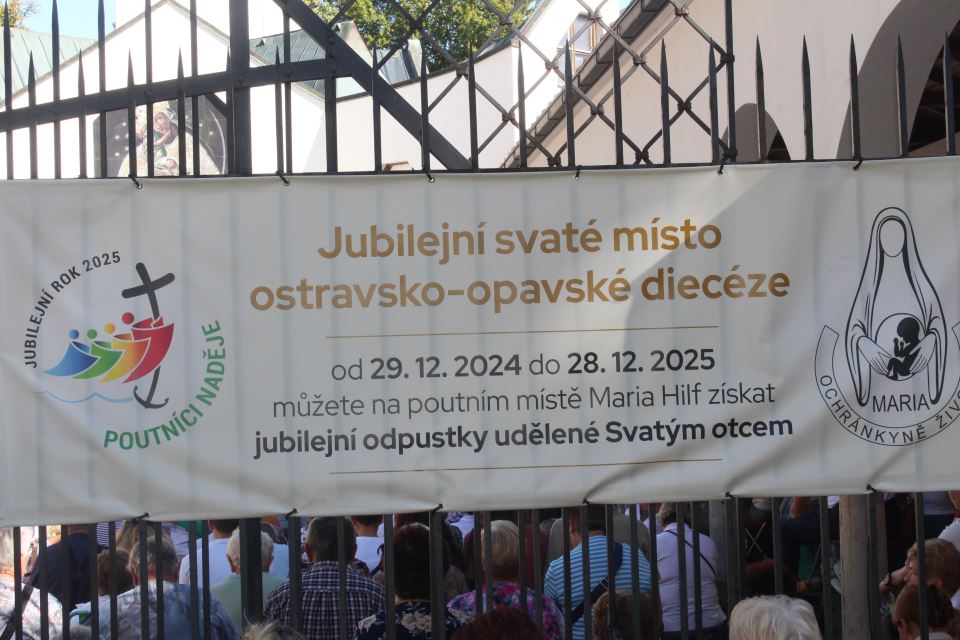 JUBILEJNÍ ROK 2025
POUTNÍCI NADĚJE
Jubilejní svaté místo
ostravsko-opavské diecéze
od 29. 12. 2024 do 28. 12. 2025
můžete na poutním místě Maria Hilf získat
jubilejní odpustky udělené Svatým otcem
MARIA
OCHRÁNKYNĚ